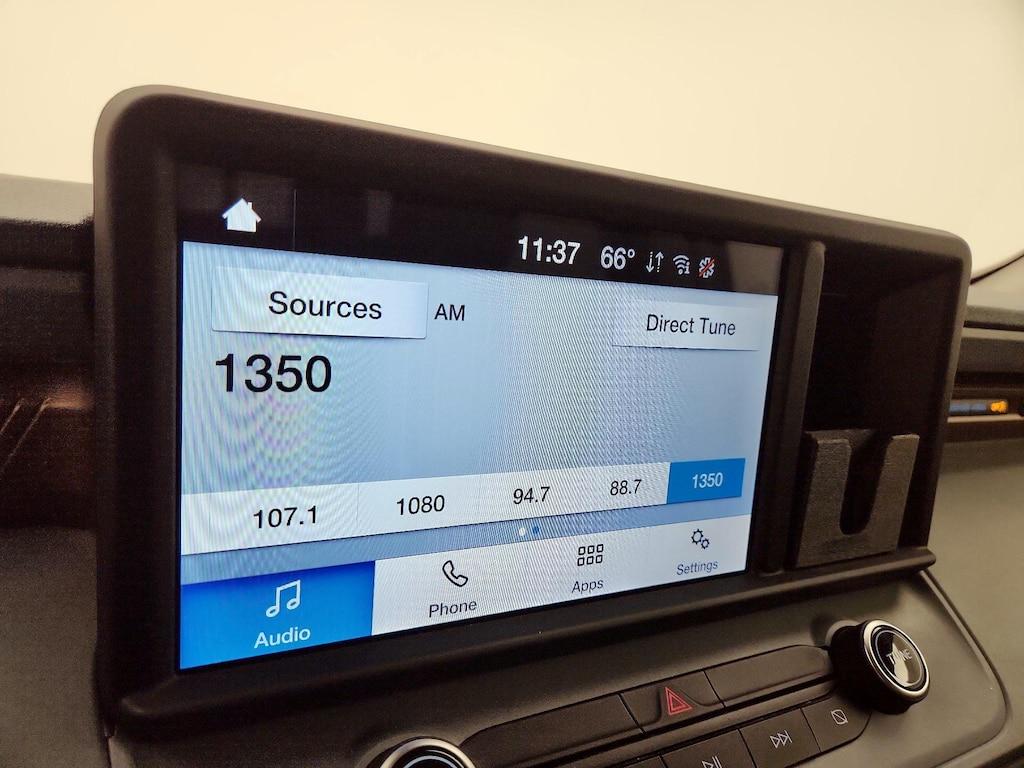 11:37 66°
Sources AM Direct Tune
1350
107.1 1080 94.7 88.7 1350
Audio Phone Apps Settings
TUNE